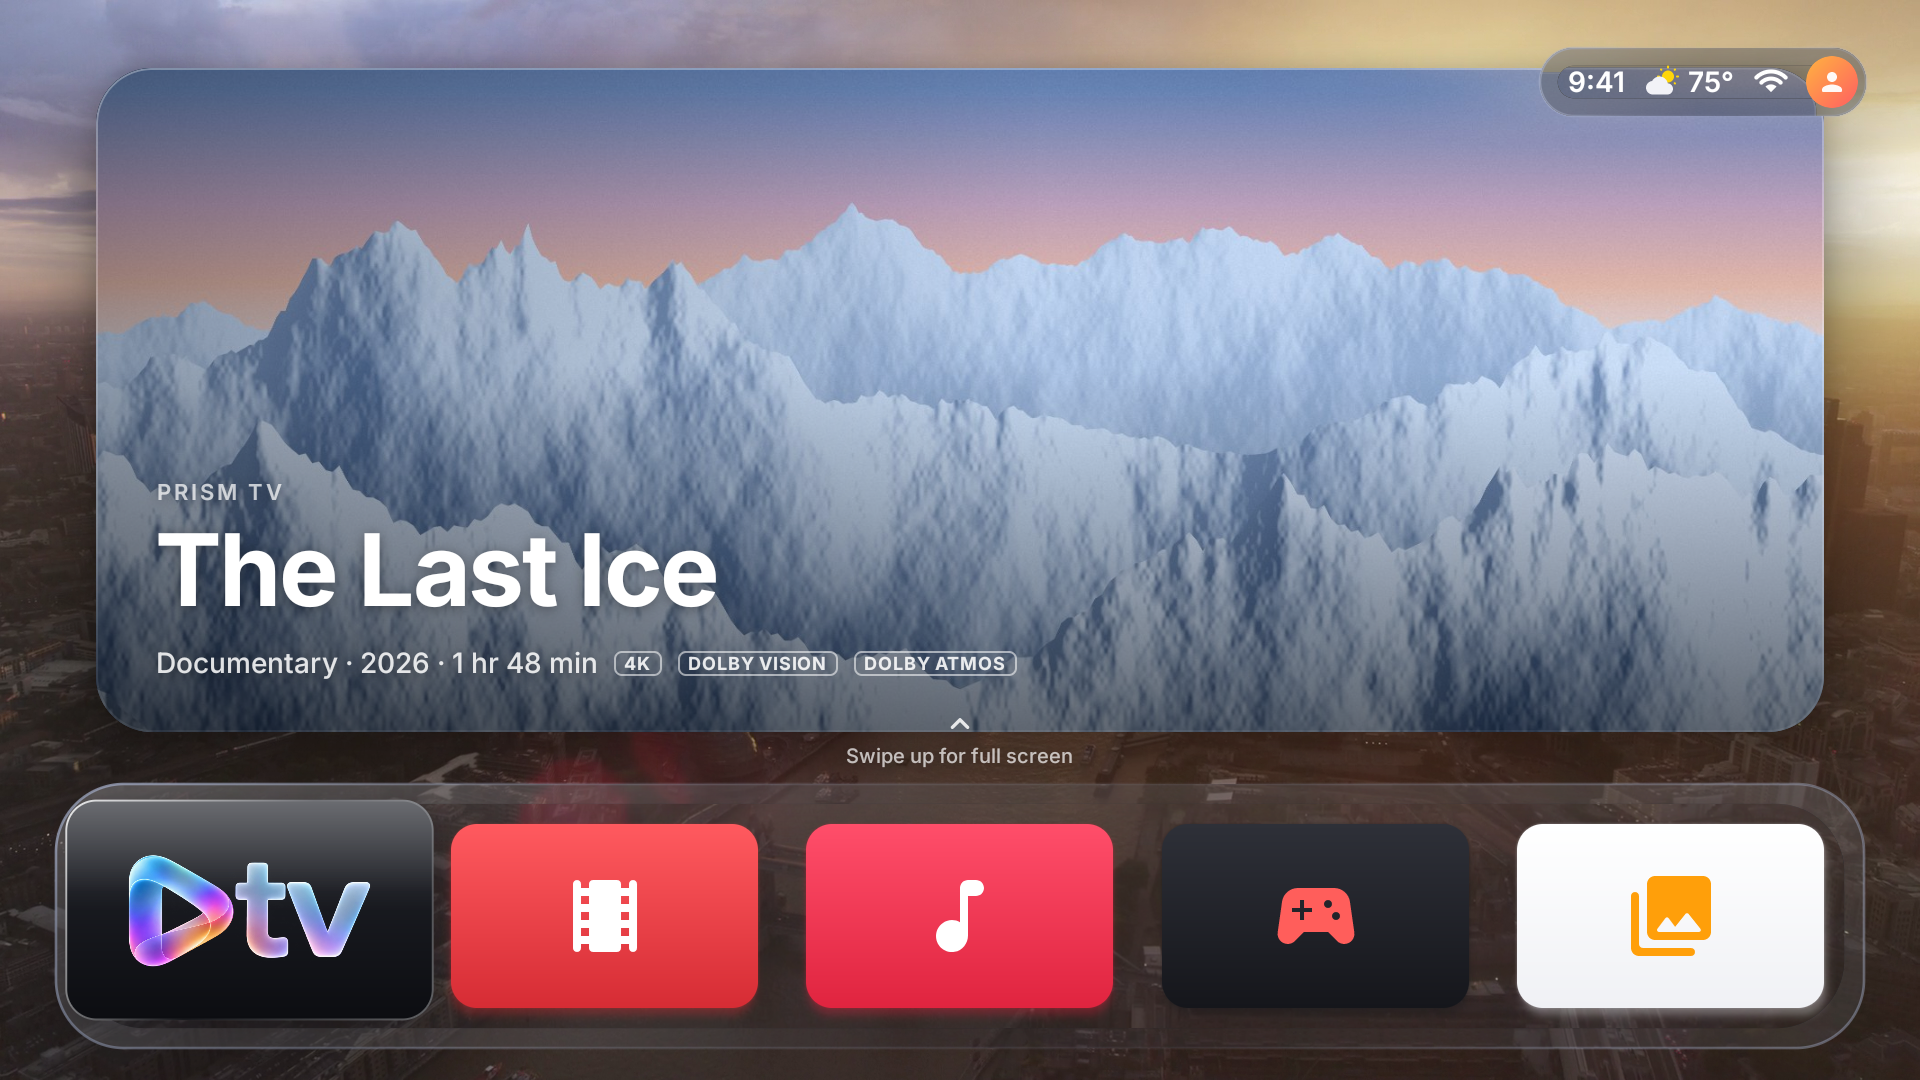 9:41 75°
PRISM TV
The Last Ice
Documentary · 2026 · 1 hr 48 min 4K DOLBY VISION DOLBY ATMOS
Swipe up for full screen
tv